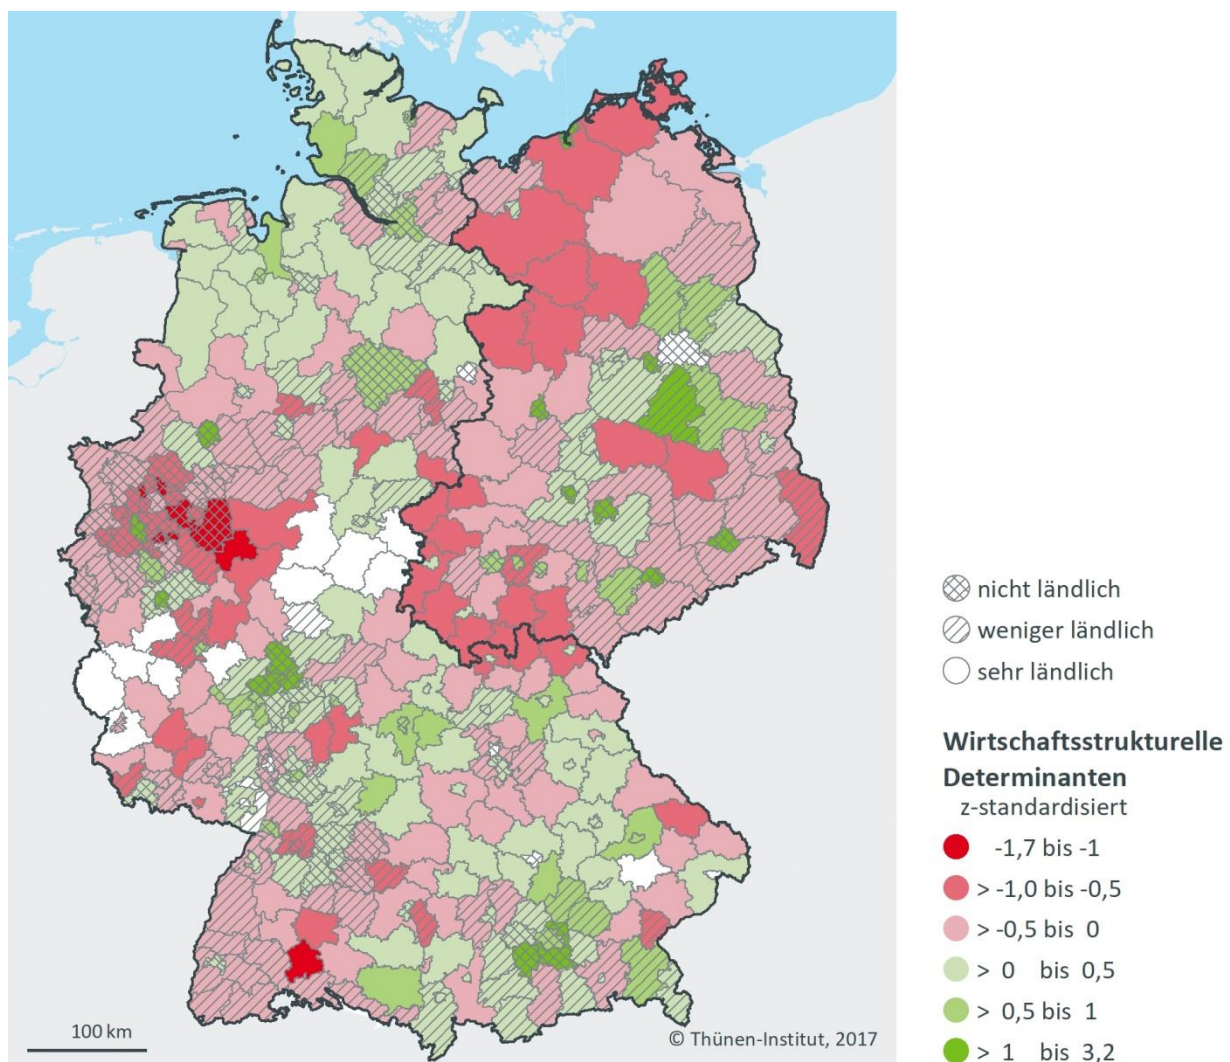 nicht ländlich
weniger ländlich
sehr ländlich
Wirtschaftsstrukturelle
Determinanten
z-standardisiert
-1,7 bis -1
> -1,0 bis -0,5
> -0,5 bis 0
> 0 bis 0,5
> 0,5 bis 1
> 1 bis 3,2
100 km
© Thünen-Institut, 2017